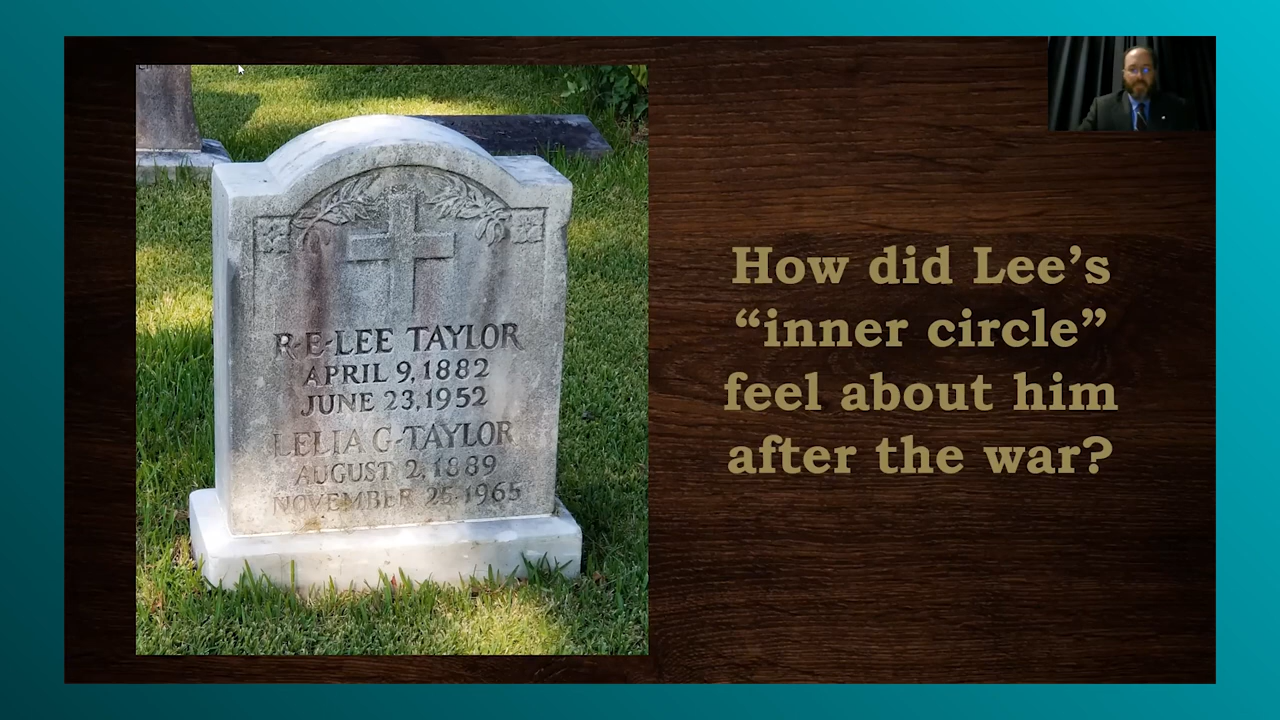 R·E·LEE TAYLOR
APRIL 9,1882
JUNE 23,1952
LELIA G·TAYLOR
AUGUST 2,1889
NOVEMBER 25·1965
How did Lee’s
“inner circle”
feel about him
after the war?